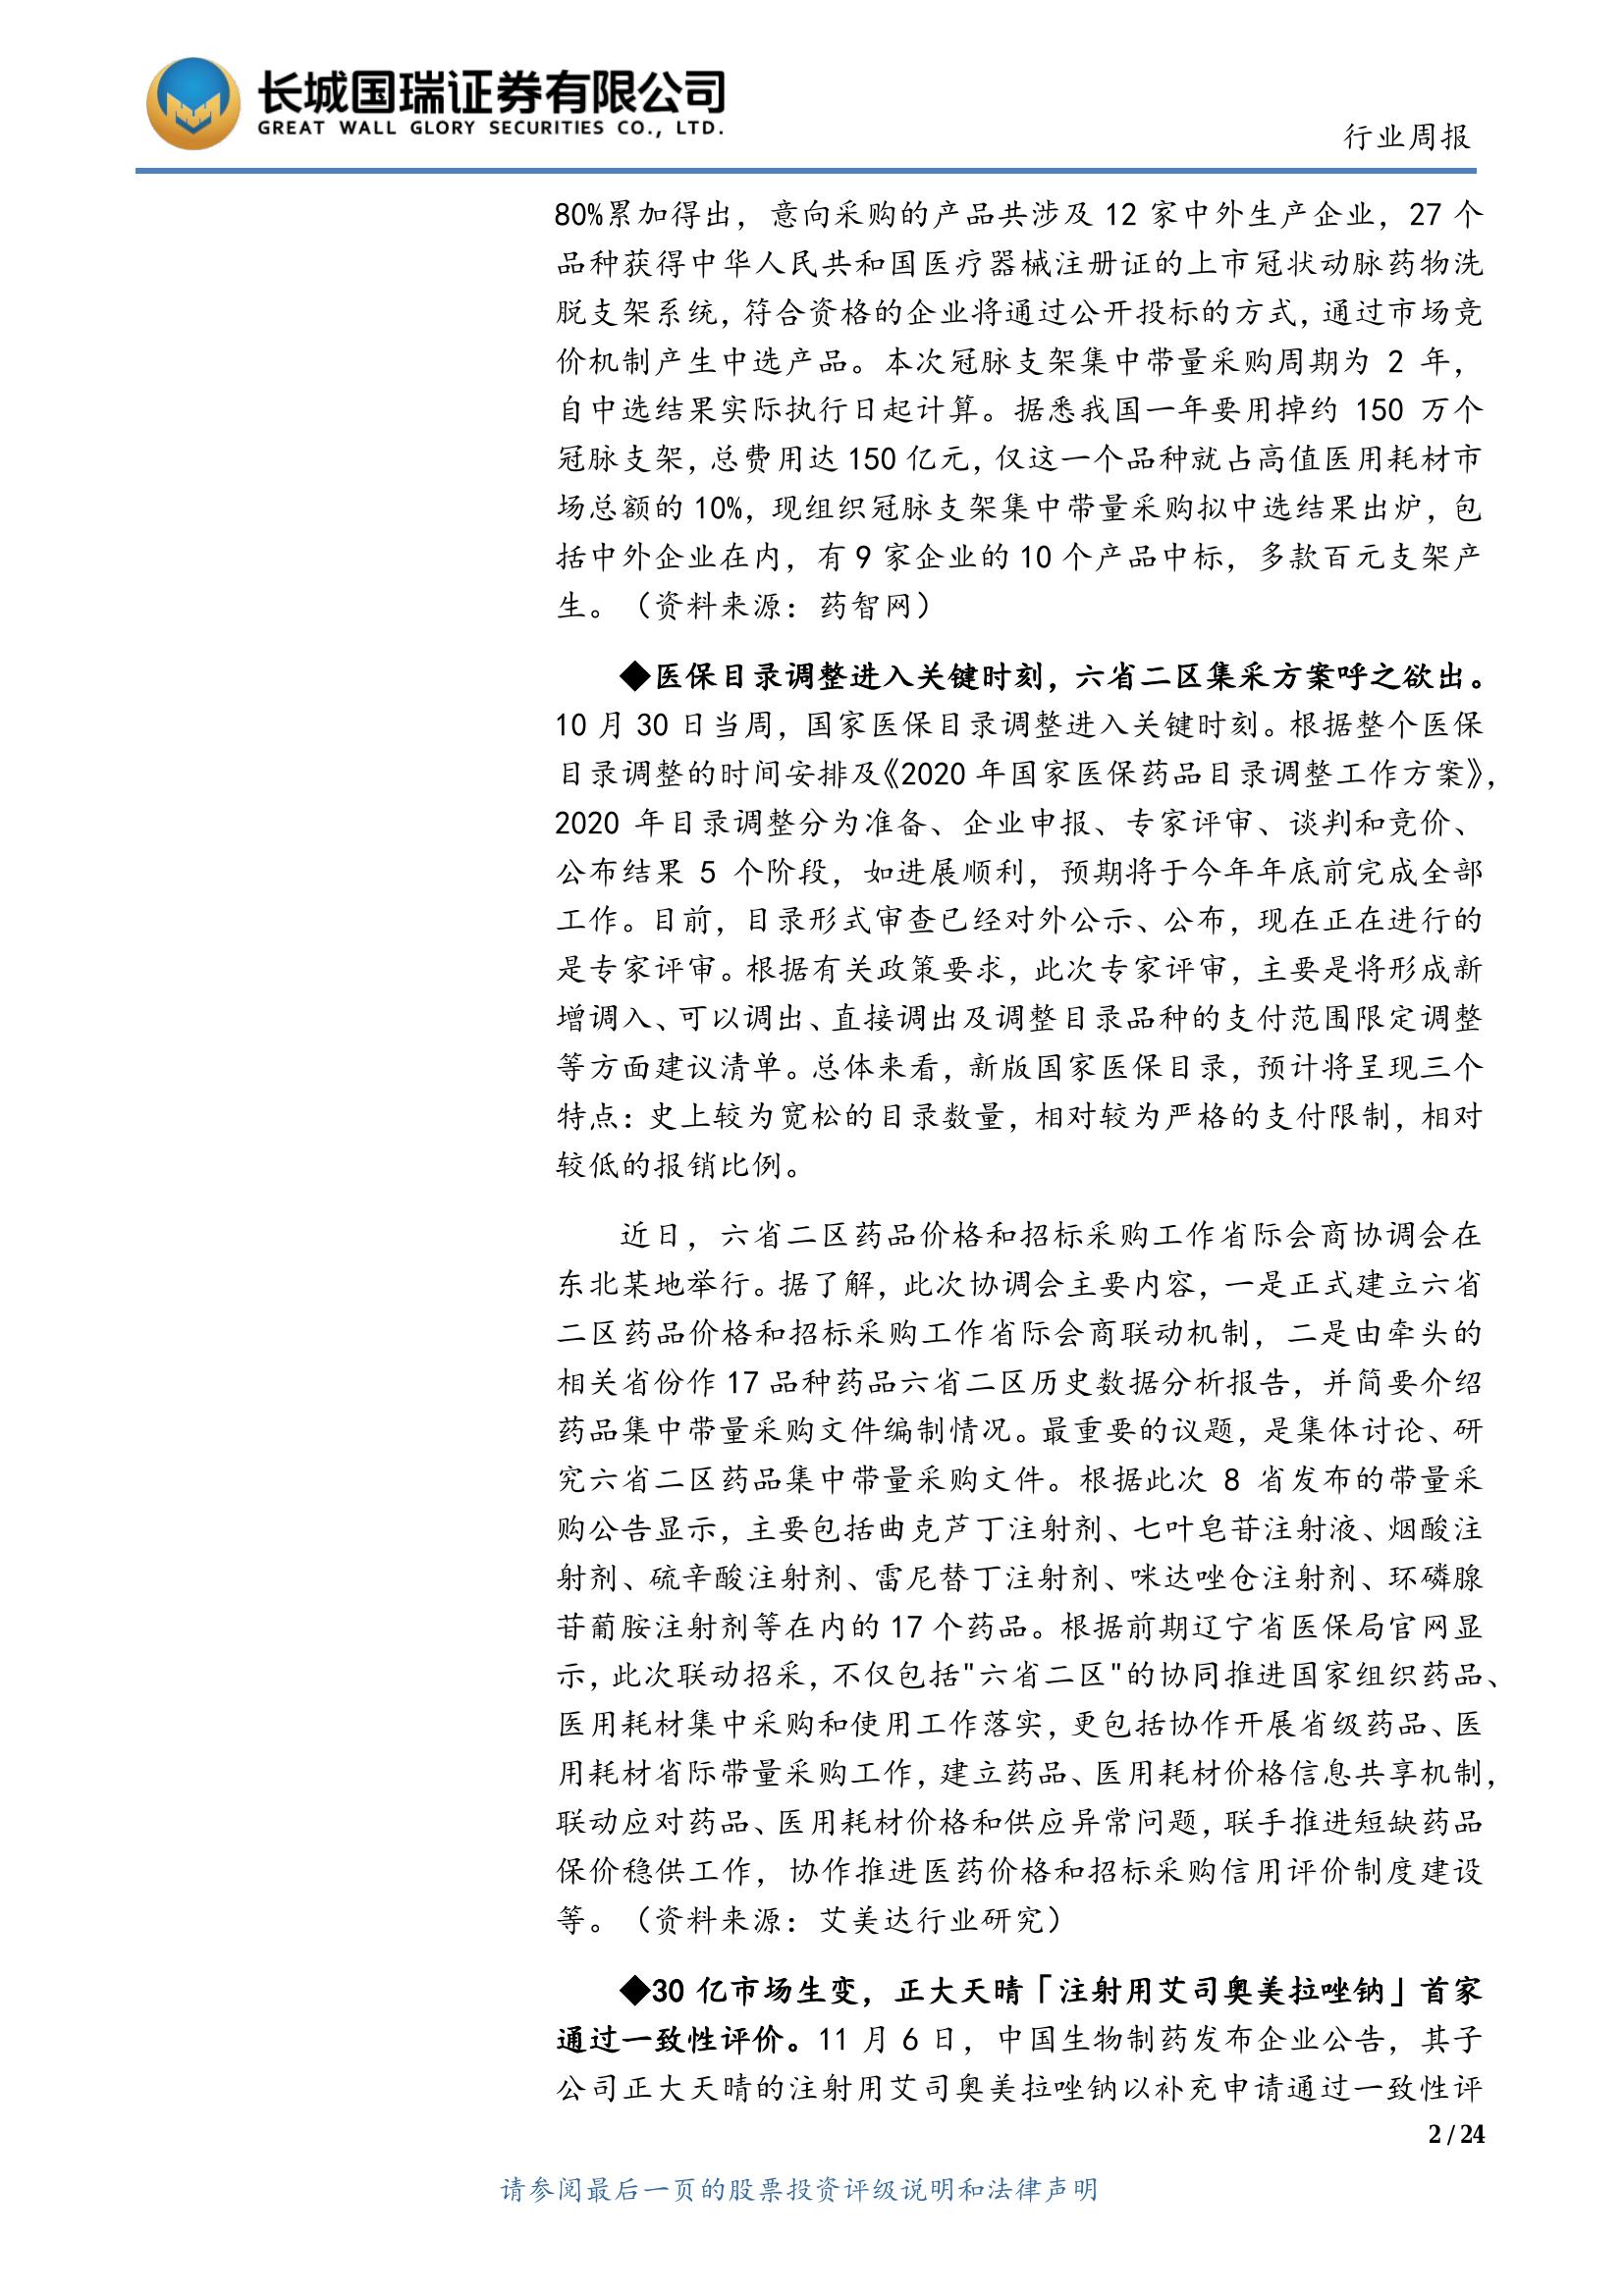 长城国瑞证券有限公司
GREAT WALL GLORY SECURITIES CO., LTD.
行业周报
80%累加得出，意向采购的产品共涉及 12 家中外生产企业，27 个
品种获得中华人民共和国医疗器械注册证的上市冠状动脉药物洗
脱支架系统，符合资格的企业将通过公开投标的方式，通过市场竞
价机制产生中选产品。本次冠脉支架集中带量采购周期为 2 年，
自中选结果实际执行日起计算。据悉我国一年要用掉约 150 万个
冠脉支架，总费用达 150 亿元，仅这一个品种就占高值医用耗材市
场总额的 10%，现组织冠脉支架集中带量采购拟中选结果出炉，包
括中外企业在内，有 9 家企业的 10 个产品中标，多款百元支架产
生。（资料来源：药智网）
◆医保目录调整进入关键时刻，六省二区集采方案呼之欲出。
10 月 30 日当周，国家医保目录调整进入关键时刻。根据整个医保
目录调整的时间安排及《2020 年国家医保药品目录调整工作方案》，
2020 年目录调整分为准备、企业申报、专家评审、谈判和竞价、
公布结果 5 个阶段，如进展顺利，预期将于今年年底前完成全部
工作。目前，目录形式审查已经对外公示、公布，现在正在进行的
是专家评审。根据有关政策要求，此次专家评审，主要是将形成新
增调入、可以调出、直接调出及调整目录品种的支付范围限定调整
等方面建议清单。总体来看，新版国家医保目录，预计将呈现三个
特点：史上较为宽松的目录数量，相对较为严格的支付限制，相对
较低的报销比例。
近日，六省二区药品价格和招标采购工作省际会商协调会在
东北某地举行。据了解，此次协调会主要内容，一是正式建立六省
二区药品价格和招标采购工作省际会商联动机制，二是由牵头的
相关省份作 17 品种药品六省二区历史数据分析报告，并简要介绍
药品集中带量采购文件编制情况。最重要的议题，是集体讨论、研
究六省二区药品集中带量采购文件。根据此次 8 省发布的带量采
购公告显示，主要包括曲克芦丁注射剂、七叶皂苷注射液、烟酸注
射剂、硫辛酸注射剂、雷尼替丁注射剂、咪达唑仑注射剂、环磷腺
苷葡胺注射剂等在内的 17 个药品。根据前期辽宁省医保局官网显
示，此次联动招采，不仅包括"六省二区"的协同推进国家组织药品、
医用耗材集中采购和使用工作落实，更包括协作开展省级药品、医
用耗材省际带量采购工作，建立药品、医用耗材价格信息共享机制，
联动应对药品、医用耗材价格和供应异常问题，联手推进短缺药品
保价稳供工作，协作推进医药价格和招标采购信用评价制度建设
等。（资料来源：艾美达行业研究）
◆30 亿市场生变，正大天晴「注射用艾司奥美拉唑钠」首家
通过一致性评价。11 月 6 日，中国生物制药发布企业公告，其子
公司正大天晴的注射用艾司奥美拉唑钠以补充申请通过一致性评
2 / 24
请参阅最后一页的股票投资评级说明和法律声明